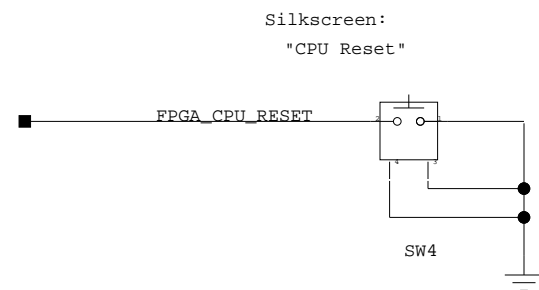 Silkscreen:
"CPU Reset"
FPGA_CPU_RESET
2
1
4
3
SW4